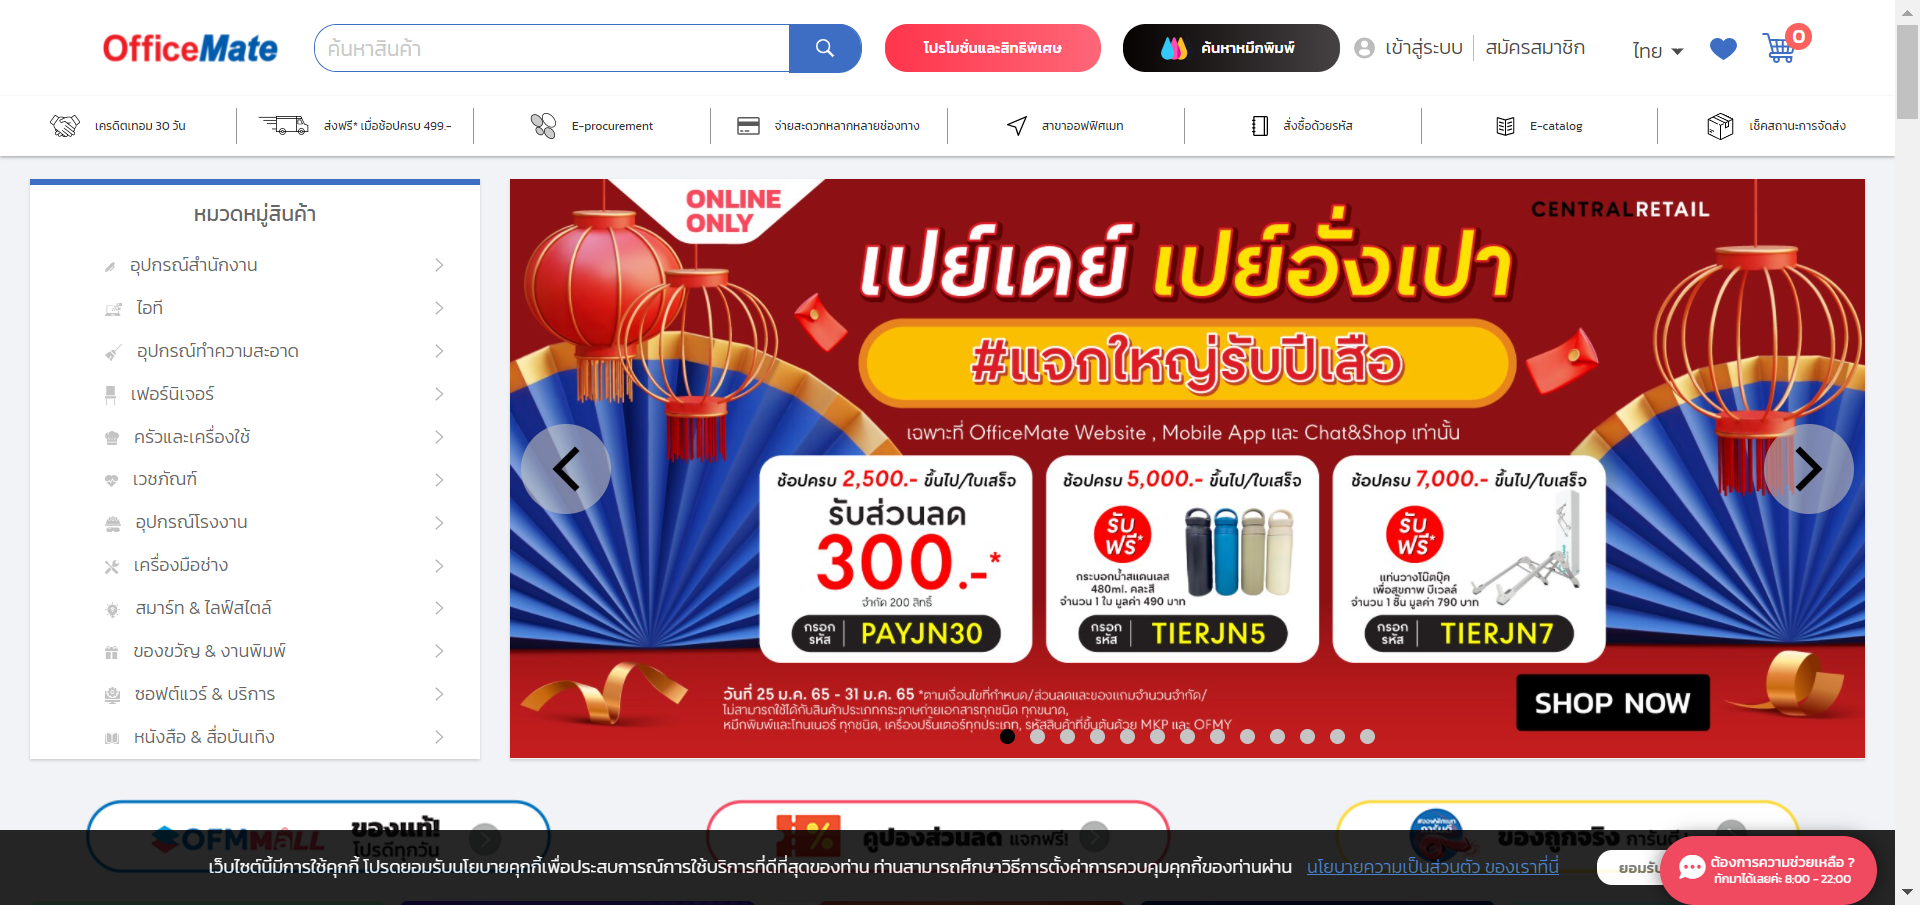 OfficeMate
ค้นหาสินค้า
โปรโมชั่นและสิทธิพิเศษ
ค้นหาหมึกพิมพ์
เข้าสู่ระบบ
สมัครสมาชิก
ไทย
0
เครดิตเทอม 30 วัน
ส่งฟรี* เมื่อช้อปครบ 499.-
E-procurement
จ่ายสะดวกหลากหลายช่องทาง
สาขาออฟฟิศเมท
สั่งซื้อด้วยรหัส
E-catalog
เช็คสถานะการจัดส่ง
หมวดหมู่สินค้า
อุปกรณ์สำนักงาน
ไอที
อุปกรณ์ทำความสะอาด
เฟอร์นิเจอร์
ครัวและเครื่องใช้
เวชภัณฑ์
อุปกรณ์โรงงาน
เครื่องมือช่าง
สมาร์ท & ไลฟ์สไตล์
ของขวัญ & งานพิมพ์
ซอฟต์แวร์ & บริการ
หนังสือ & สื่อบันเทิง
ONLINE
ONLY
CENTRALRETAIL
เปย์เดย์ เปย์อั่งเปา
#แจกใหญ่รับปีเสือ
เฉพาะที่ OfficeMate Website , Mobile App และ Chat&Shop เท่านั้น
ช้อปครบ 2,500.- ขึ้นไป/ใบเสร็จ
รับส่วนลด
300.-*
จำกัด 200 สิทธิ์
กรอก
รหัส
PAYJN30
ช้อปครบ 5,000.- ขึ้นไป/ใบเสร็จ
รับ
ฟรี*
กระบอกน้ำสแตนเลส
480ml. คละสี
จำนวน 1 ใบ มูลค่า 490 บาท
กรอก
รหัส
TIERJN5
ช้อปครบ 7,000.- ขึ้นไป/ใบเสร็จ
รับ
ฟรี*
แท่นวางโน๊ตบุ๊ค
เพื่อสุขภาพ บีเวลล์
จำนวน 1 ชิ้น มูลค่า 790 บาท
กรอก
รหัส
TIERJN7
วันที่ 25 ม.ค. 65 - 31 ม.ค. 65 *ตามเงื่อนไขที่กำหนด/ส่วนลดและของแถมจำนวนจำกัด/
ไม่สามารถใช้ได้กับสินค้าประเภทกระดาษถ่ายเอกสารทุกชนิด ทุกขนาด,
หมึกพิมพ์และโทนเนอร์ ทุกชนิด, เครื่องปริ้นเตอร์ทุกประเภท, รหัสสินค้าที่ขึ้นต้นด้วย MKP และ OFMY
SHOP NOW
OFMMALL
ของแท้!
โปรดีทุกวัน
%
คูปองส่วนลด แจกฟรี!
#ออฟฟิศเมท
การันตี
ของถูกจริง การันตี!
เว็บไซต์นี้มีการใช้คุกกี้ โปรดยอมรับนโยบายคุกกี้เพื่อประสบการณ์การใช้บริการที่ดีที่สุดของท่าน ท่านสามารถศึกษาวิธีการตั้งค่าการควบคุมคุกกี้ของท่านผ่าน นโยบายความเป็นส่วนตัว ของเราที่นี่
ยอมรับ
ต้องการความช่วยเหลือ ?
ทักมาได้เลยค่ะ 8:00 - 22:00